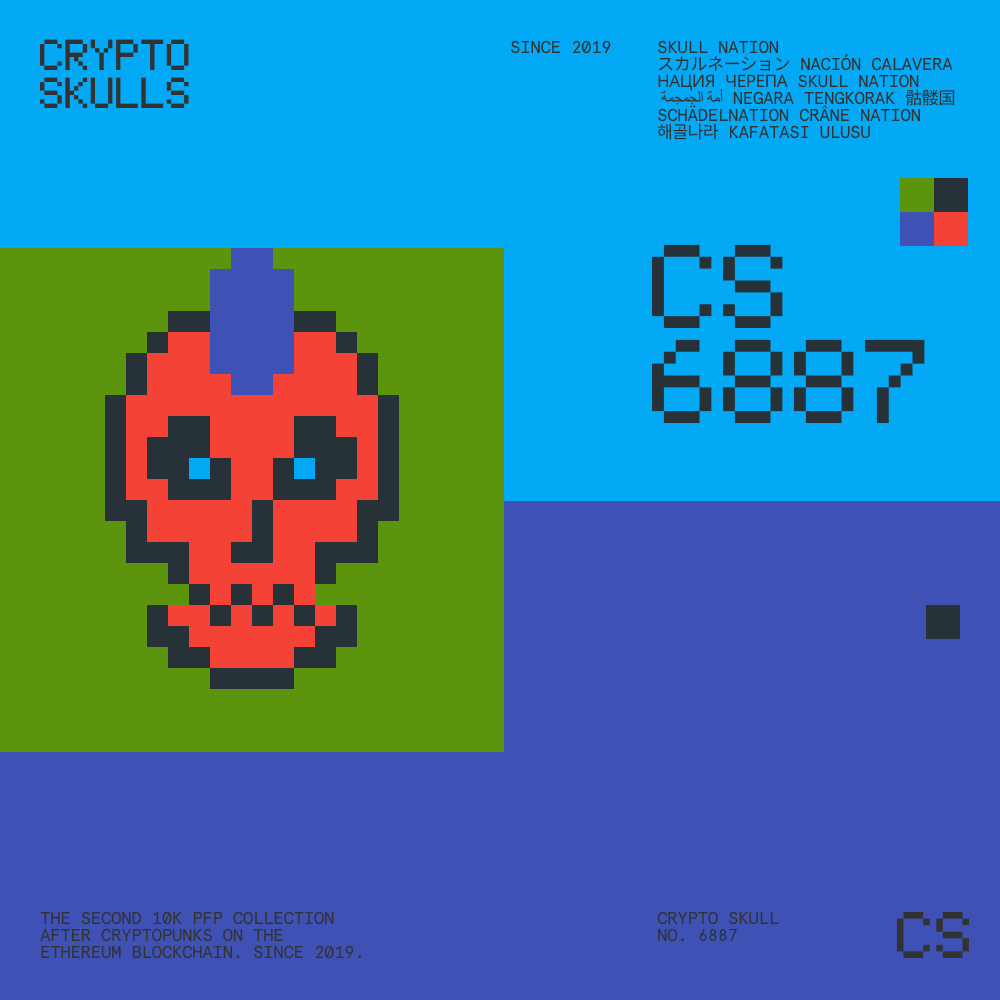 CRYPTO
SKULLS
SINCE 2019
SKULL NATION
スカルネーション NACIÓN CALAVERA
НАЦИЯ ЧЕРЕПА SKULL NATION
أمة الجمجمة NEGARA TENGKORAK 骷髅国
SCHÄDELNATION CRÂNE NATION
해골나라 KAFATASI ULUSU
CS
6887
THE SECOND 10K PFP COLLECTION
AFTER CRYPTOPUNKS ON THE
ETHEREUM BLOCKCHAIN. SINCE 2019.
CRYPTO SKULL
NO. 6887
CS